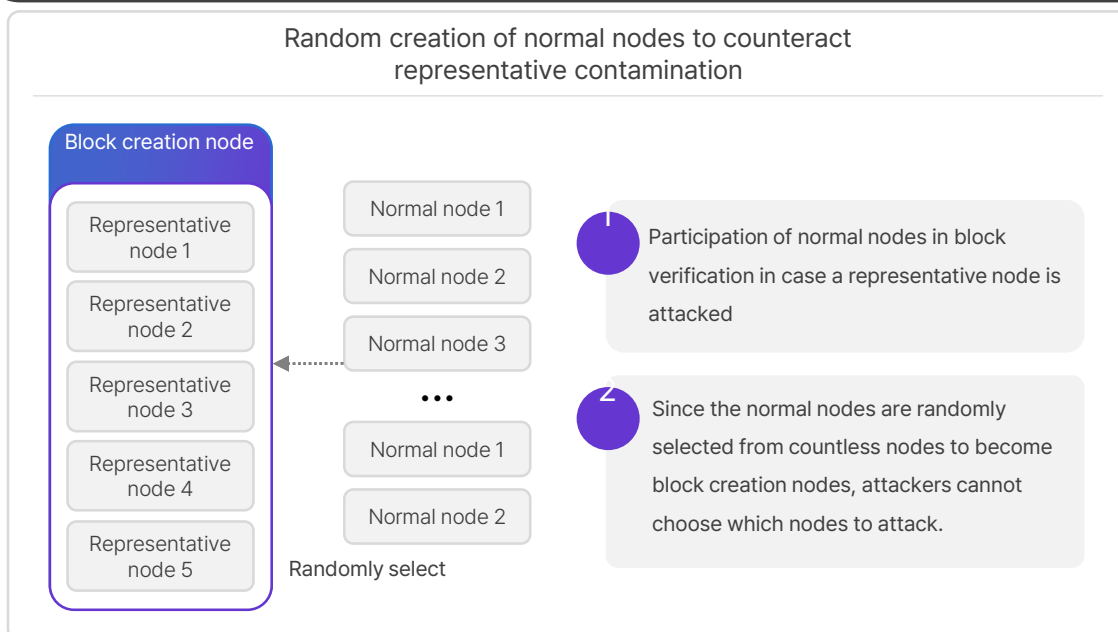 Random creation of normal nodes to counteract
representative contamination
Block creation node
Representative
node 1
Representative
node 2
Representative
node 3
Representative
node 4
Representative
node 5
Normal node 1
Normal node 2
Normal node 3
...
Normal node 1
Normal node 2
Randomly select
1
Participation of normal nodes in block
verification in case a representative node is
attacked
2
Since the normal nodes are randomly
selected from countless nodes to become
block creation nodes, attackers cannot
choose which nodes to attack.